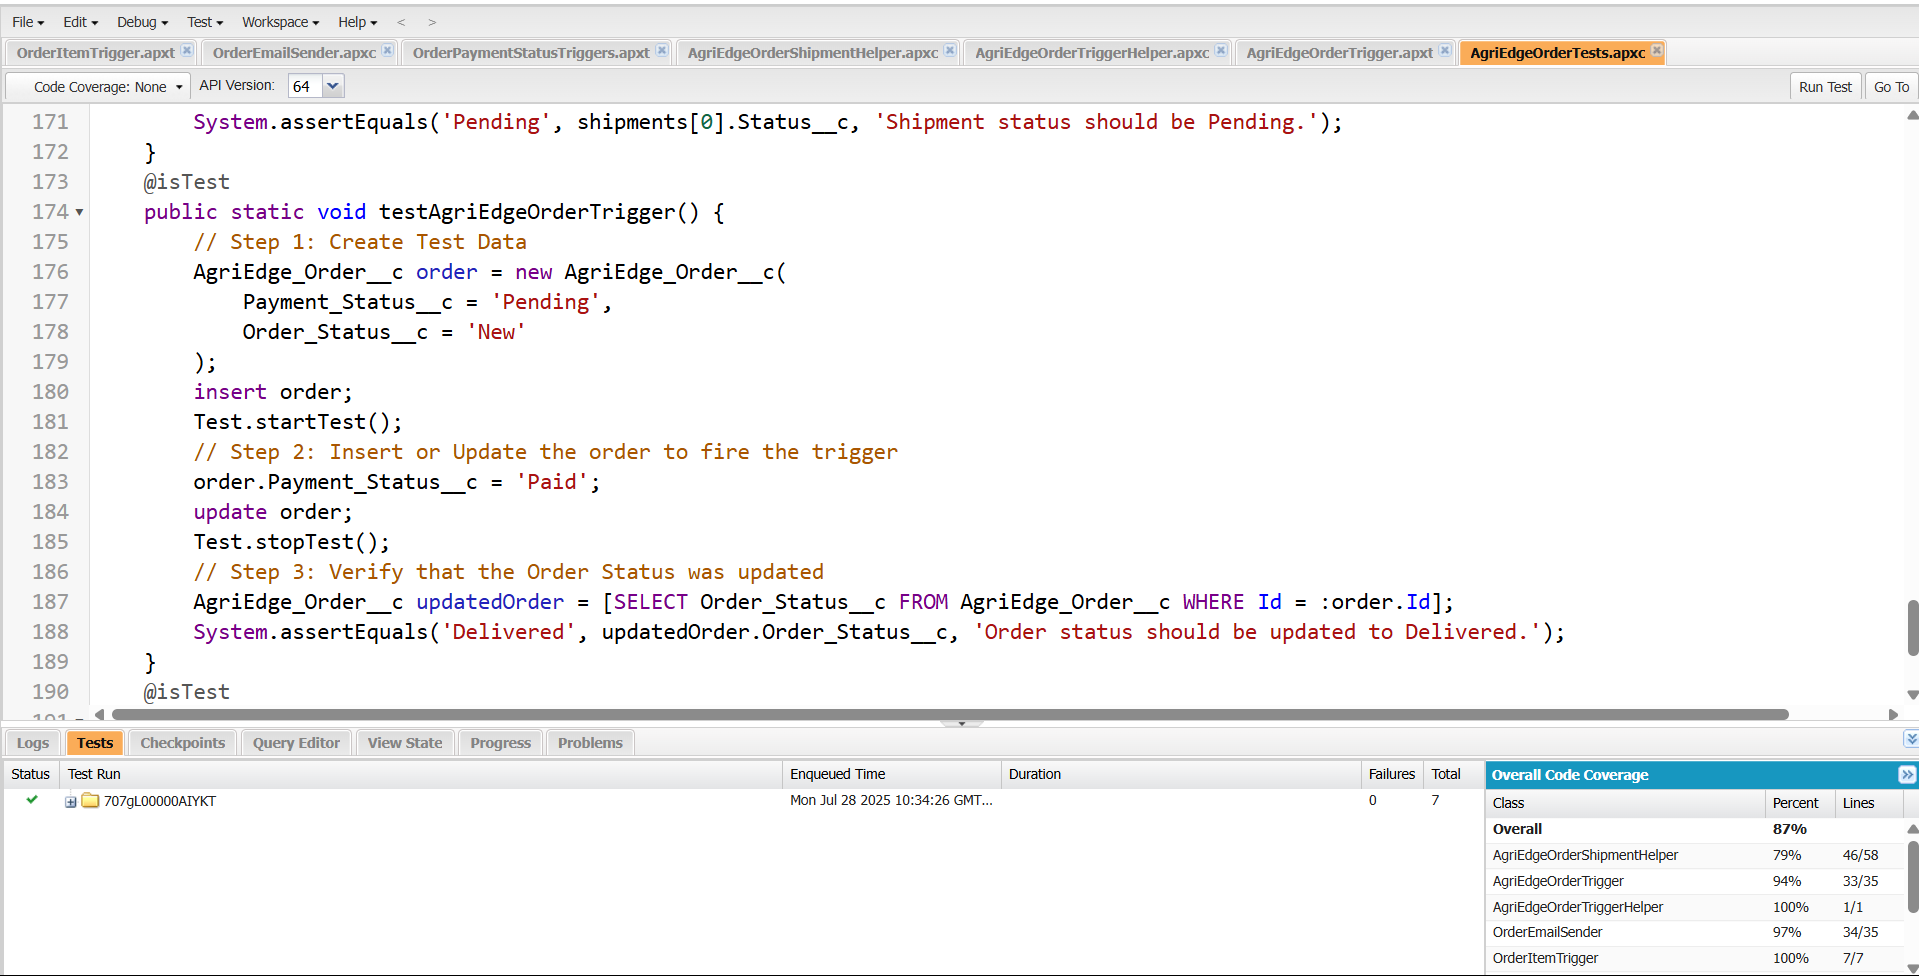 File Edit Debug Test Workspace Help < >
OrderItemTrigger.apxt OrderEmailSender.apxc OrderPaymentStatusTriggers.apxt AgriEdgeOrderShipmentHelper.apxc AgriEdgeOrderTriggerHelper.apxc AgriEdgeOrderTrigger.apxt AgriEdgeOrderTests.apxc
Code Coverage: None API Version: 64 Run Test Go To
171 System.assertEquals('Pending', shipments[0].Status__c, 'Shipment status should be Pending.');
172 }
173 @isTest
174 public static void testAgriEdgeOrderTrigger() {
175 // Step 1: Create Test Data
176 AgriEdge_Order__c order = new AgriEdge_Order__c(
177 Payment_Status__c = 'Pending',
178 Order_Status__c = 'New'
179 );
180 insert order;
181 Test.startTest();
182 // Step 2: Insert or Update the order to fire the trigger
183 order.Payment_Status__c = 'Paid';
184 update order;
185 Test.stopTest();
186 // Step 3: Verify that the Order Status was updated
187 AgriEdge_Order__c updatedOrder = [SELECT Order_Status__c FROM AgriEdge_Order__c WHERE Id = :order.Id];
188 System.assertEquals('Delivered', updatedOrder.Order_Status__c, 'Order status should be updated to Delivered.');
189 }
190 @isTest
191
Logs Tests Checkpoints Query Editor View State Progress Problems
Status Test Run Enqueued Time Duration Failures Total
707gL00000AIYKT Mon Jul 28 2025 10:34:26 GMT... 0 7
Overall Code Coverage
Class Percent Lines
Overall 87%
AgriEdgeOrderShipmentHelper 79% 46/58
AgriEdgeOrderTrigger 94% 33/35
AgriEdgeOrderTriggerHelper 100% 1/1
OrderEmailSender 97% 34/35
OrderItemTrigger 100% 7/7